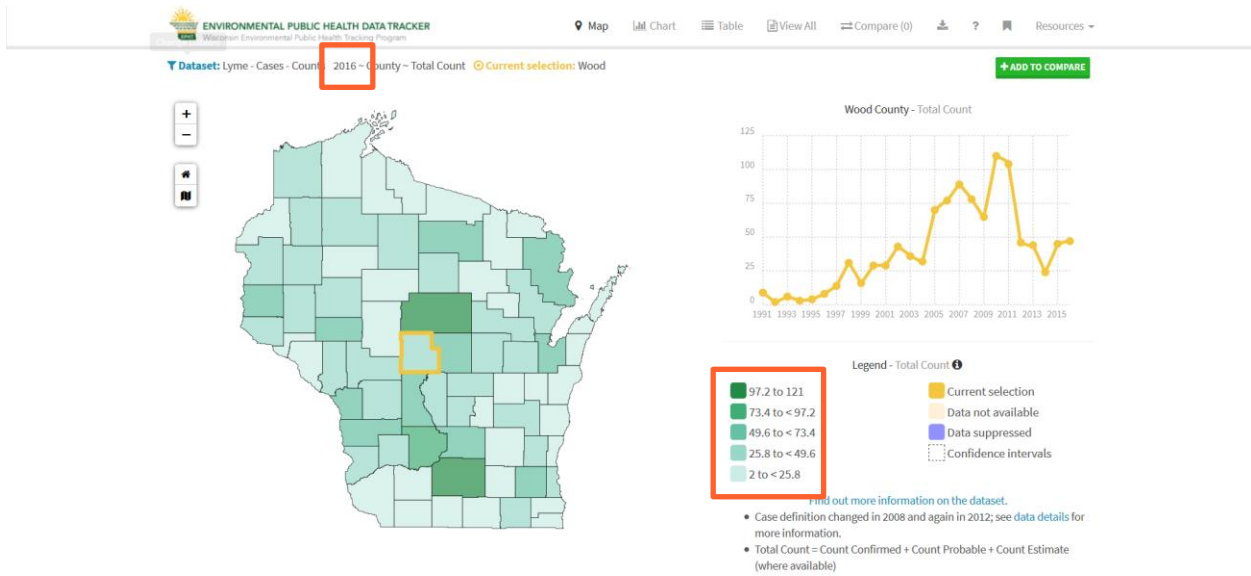 ENVIRONMENTAL PUBLIC HEALTH DATA TRACKER
Wisconsin Environmental Public Health Tracking Program
Map
Chart
Table
View All
Compare (0)
?
Resources
Dataset: Lyme - Cases - Counts 2016 ~ County ~ Total Count Current selection: Wood
+ ADD TO COMPARE
+
−
Wood County - Total Count
125
100
75
50
25
0
1991 1993 1995 1997 1999 2001 2003 2005 2007 2009 2011 2013 2015
Legend - Total Count
97.2 to 121
73.4 to < 97.2
49.6 to < 73.4
25.8 to < 49.6
2 to < 25.8
Current selection
Data not available
Data suppressed
Confidence intervals
Find out more information on the dataset.
• Case definition changed in 2008 and again in 2012; see data details for
more information.
• Total Count = Count Confirmed + Count Probable + Count Estimate
(where available)